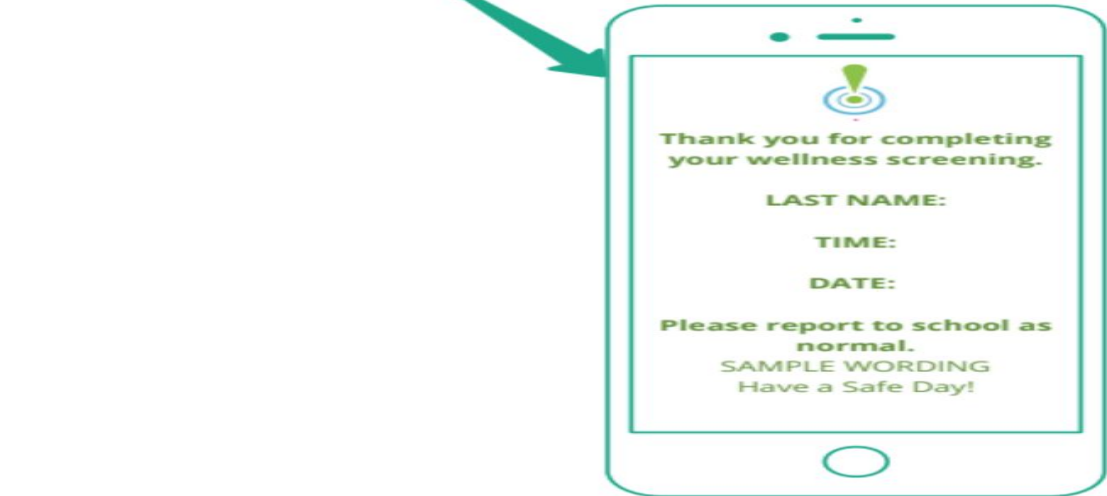 Thank you for completing
your wellness screening.
LAST NAME:
TIME:
DATE:
Please report to school as
normal.
SAMPLE WORDING
Have a Safe Day!